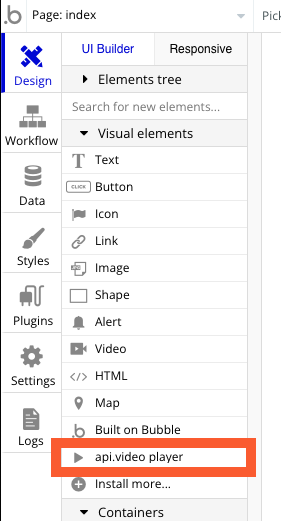 .b Page: index Pick
Design
Workflow
Data
Styles
Plugins
Settings
Logs
UI Builder Responsive
Elements tree
Search for new elements...
Visual elements
Text
CLICK Button
Icon
Link
Image
Shape
Alert
Video
</> HTML
Map
.b Built on Bubble
api.video player
Install more...
Containers